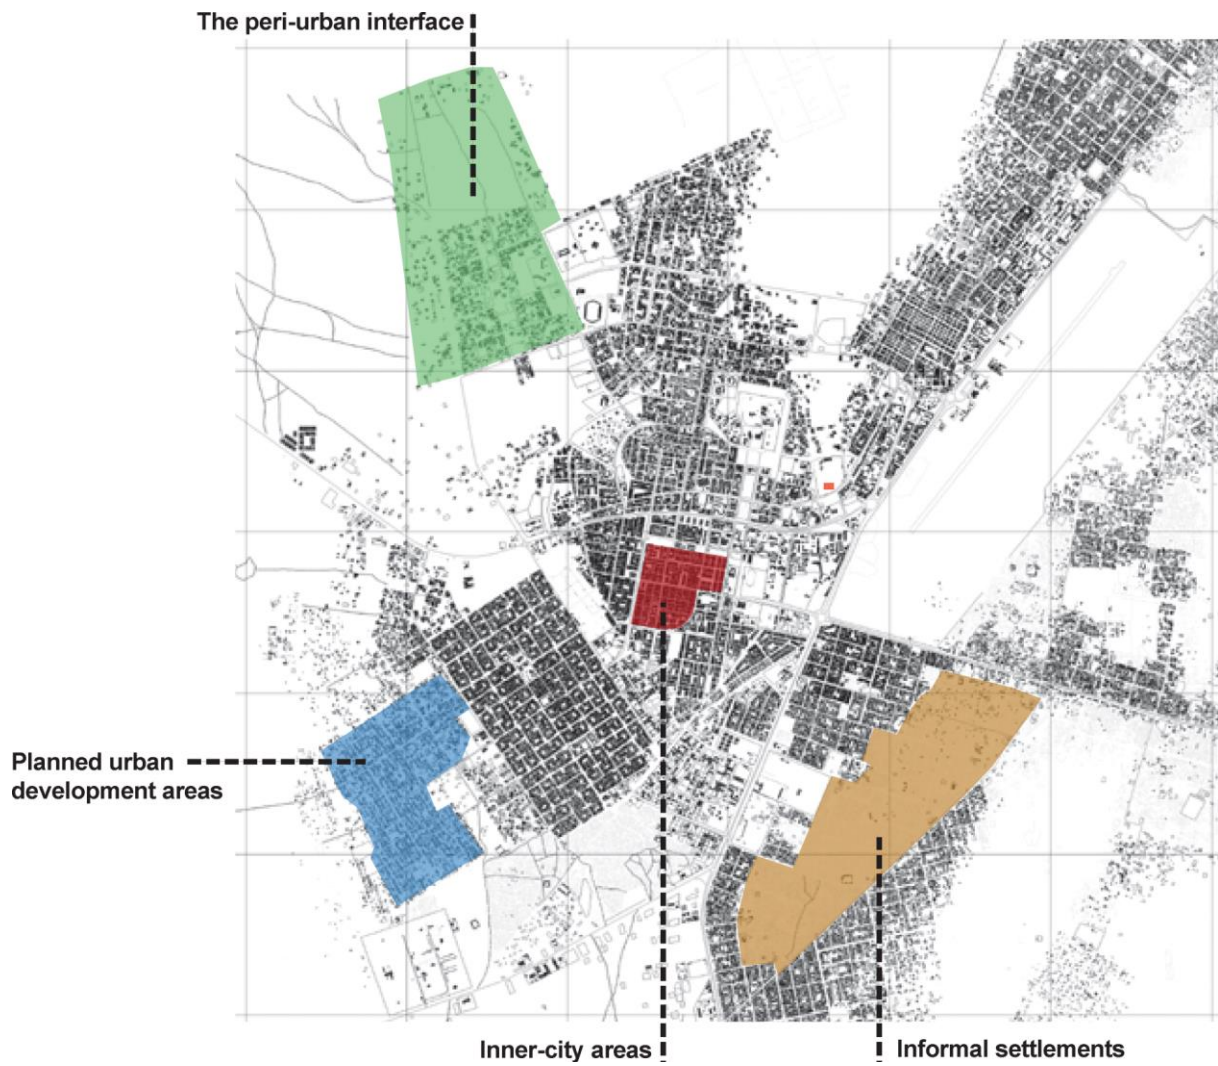 The peri-urban interface
Planned urban
development areas
Inner-city areas
Informal settlements